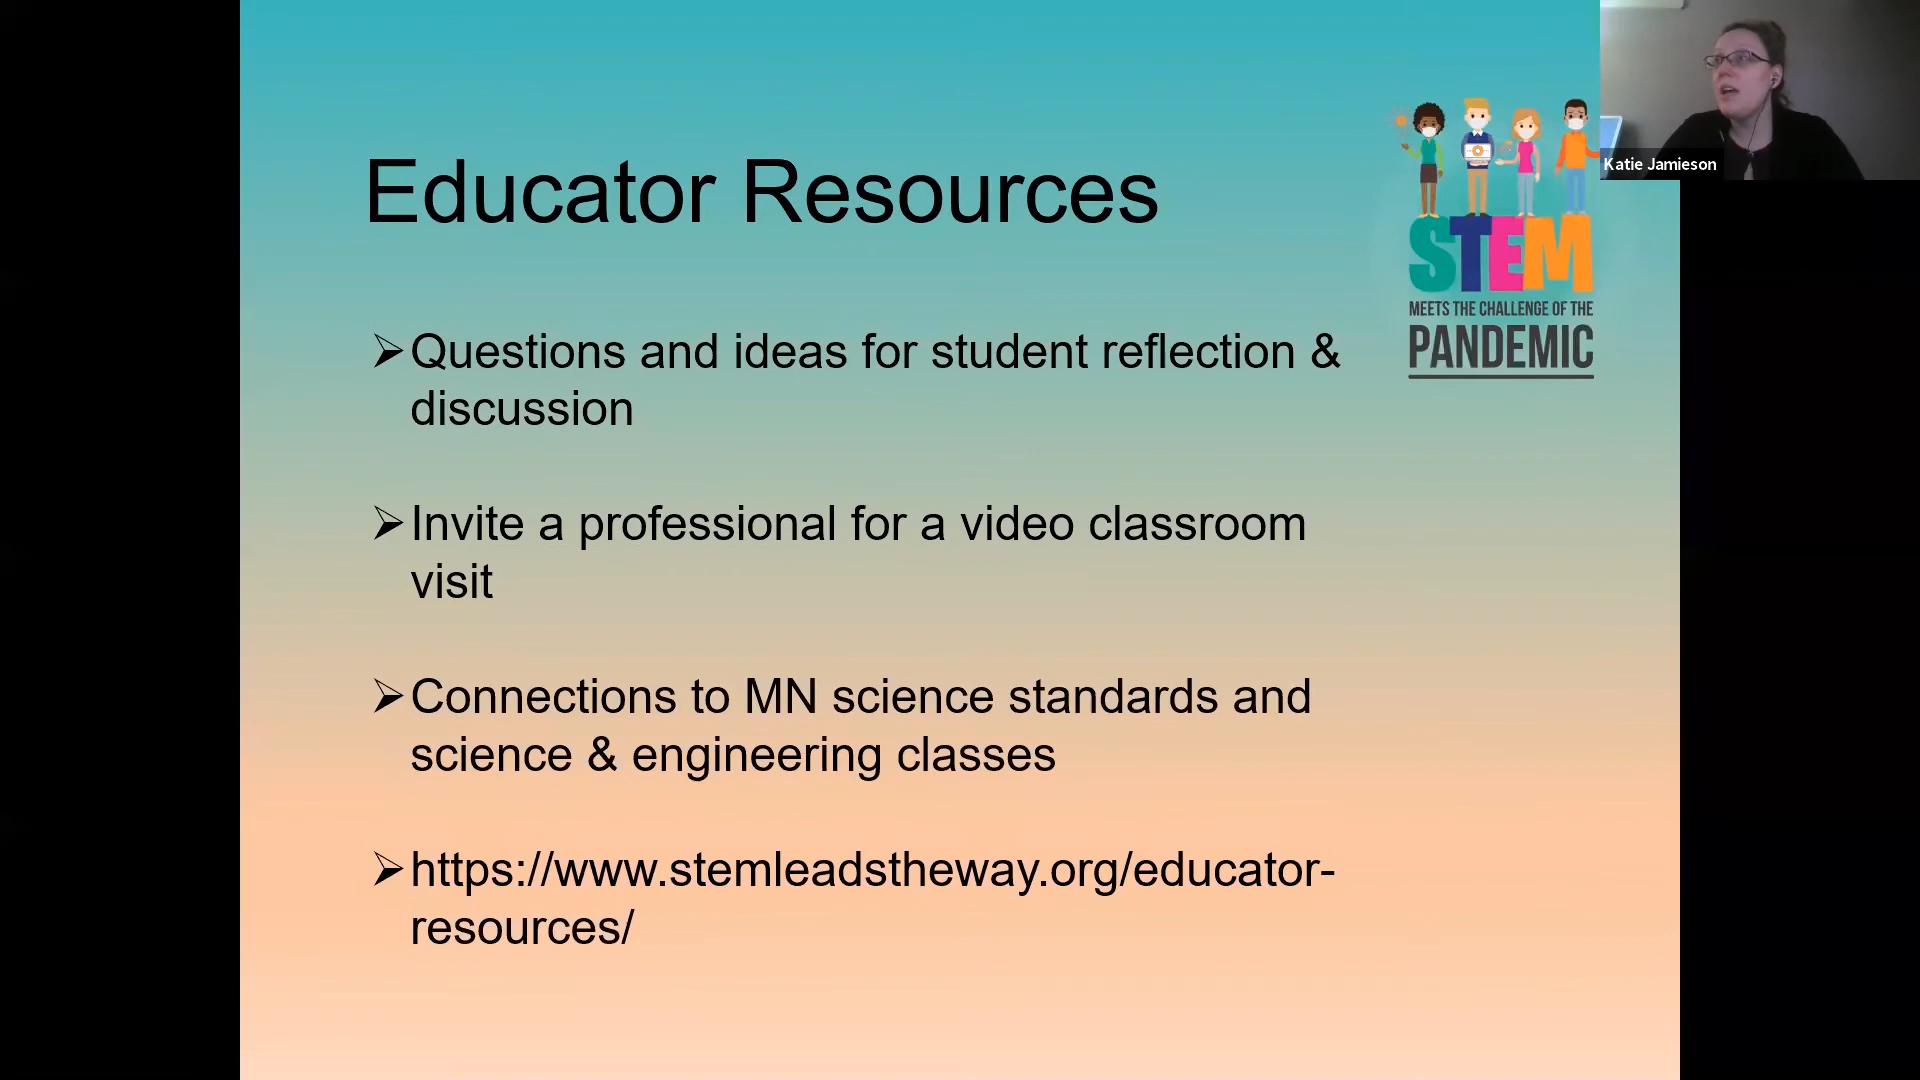 Educator Resources
Katie Jamieson
STEM
MEETS THE CHALLENGE OF THE
PANDEMIC
➢Questions and ideas for student reflection &
discussion
➢Invite a professional for a video classroom
visit
➢Connections to MN science standards and
science & engineering classes
➢https://www.stemleadstheway.org/educator-
resources/